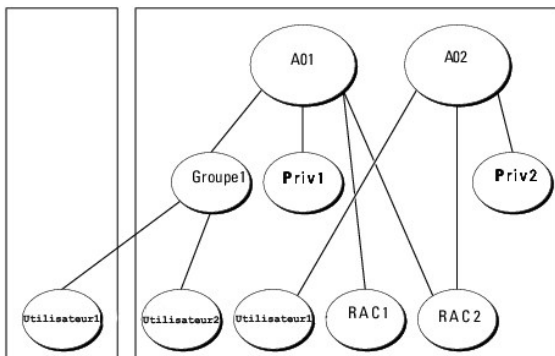 A01
A02
Groupe1
Priv1
Priv2
Utilisateur1
Utilisateur2
Utilisateur1
RAC1
RAC2